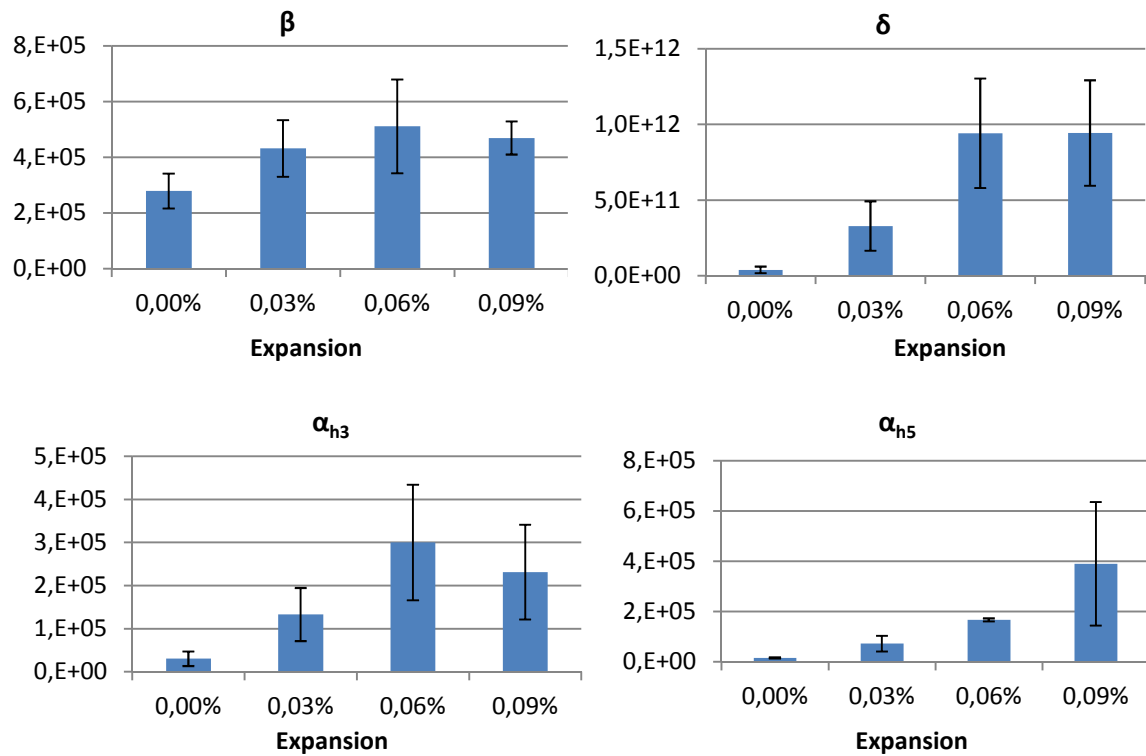 β
8,E+05
6,E+05
4,E+05
2,E+05
0,E+00
0,00% 0,03% 0,06% 0,09%
Expansion
δ
1,5E+12
1,0E+12
5,0E+11
0,0E+00
0,00% 0,03% 0,06% 0,09%
Expansion
αh3
5,E+05
4,E+05
3,E+05
2,E+05
1,E+05
0,E+00
0,00% 0,03% 0,06% 0,09%
Expansion
αh5
8,E+05
6,E+05
4,E+05
2,E+05
0,E+00
0,00% 0,03% 0,06% 0,09%
Expansion